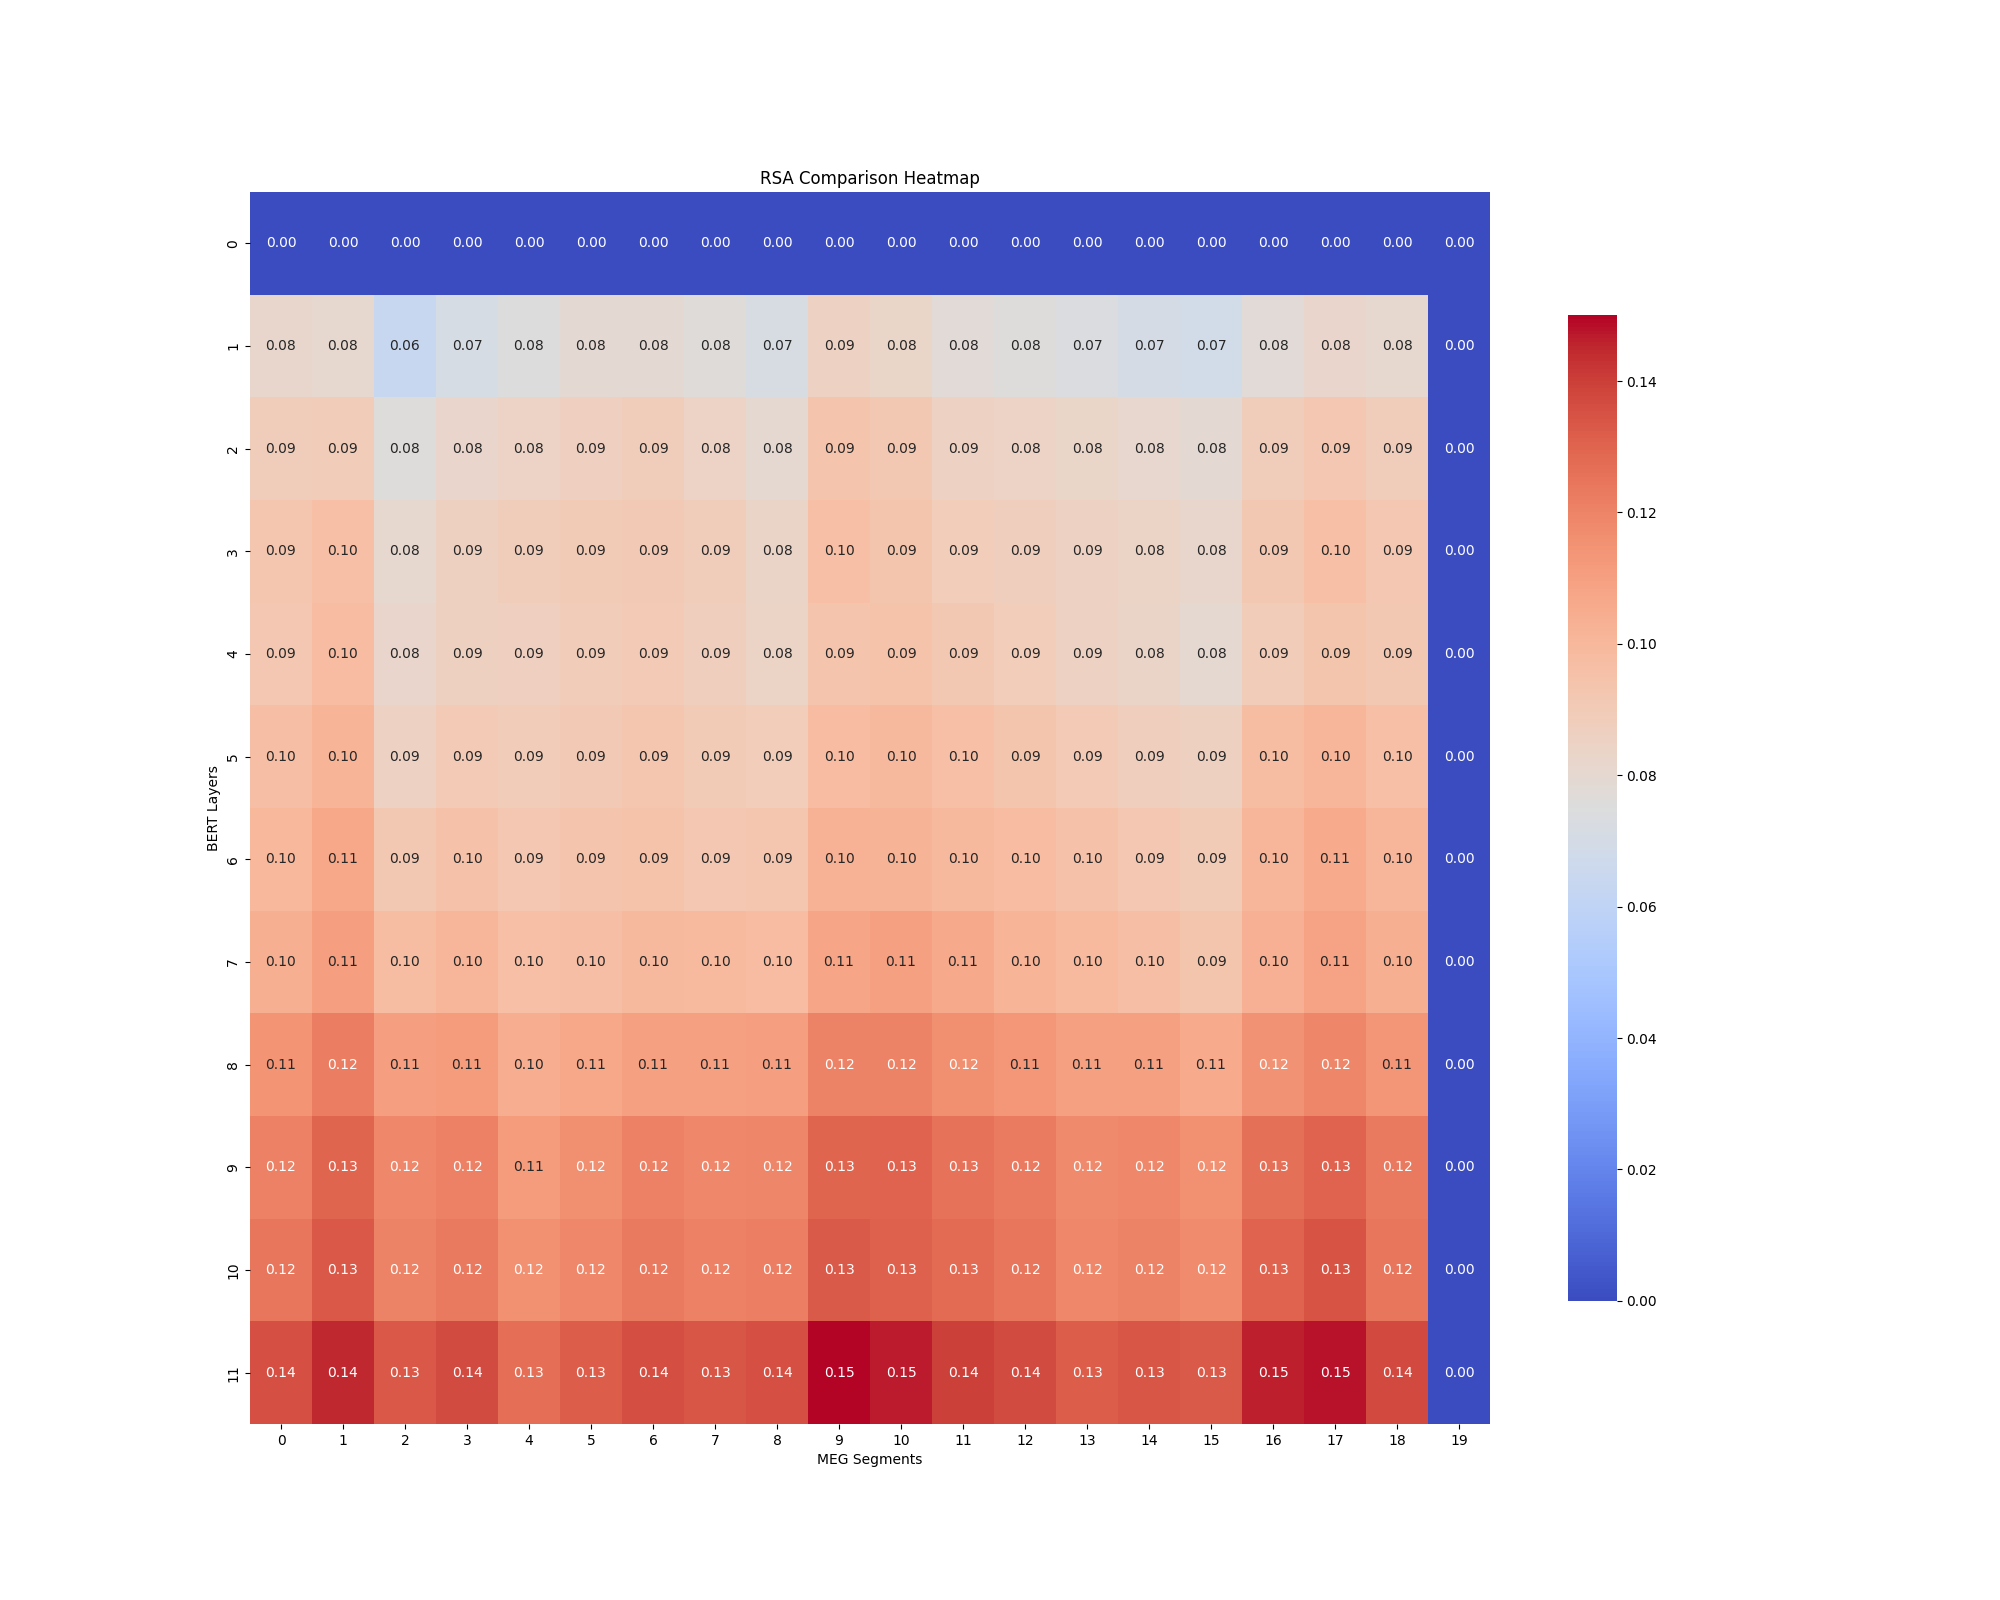 RSA Comparison Heatmap
0 0.00 0.00 0.00 0.00 0.00 0.00 0.00 0.00 0.00 0.00 0.00 0.00 0.00 0.00 0.00 0.00 0.00 0.00 0.00 0.00
1 0.08 0.08 0.06 0.07 0.08 0.08 0.08 0.08 0.07 0.09 0.08 0.08 0.08 0.07 0.07 0.07 0.08 0.08 0.08 0.00
2 0.09 0.09 0.08 0.08 0.08 0.09 0.09 0.08 0.08 0.09 0.09 0.09 0.08 0.08 0.08 0.08 0.09 0.09 0.09 0.00
3 0.09 0.10 0.08 0.09 0.09 0.09 0.09 0.09 0.08 0.10 0.09 0.09 0.09 0.09 0.08 0.08 0.09 0.10 0.09 0.00
4 0.09 0.10 0.08 0.09 0.09 0.09 0.09 0.09 0.08 0.09 0.09 0.09 0.09 0.09 0.08 0.08 0.09 0.09 0.09 0.00
5 0.10 0.10 0.09 0.09 0.09 0.09 0.09 0.09 0.09 0.10 0.10 0.10 0.09 0.09 0.09 0.09 0.10 0.10 0.10 0.00
6 0.10 0.11 0.09 0.10 0.09 0.09 0.09 0.09 0.09 0.10 0.10 0.10 0.10 0.10 0.09 0.09 0.10 0.11 0.10 0.00
7 0.10 0.11 0.10 0.10 0.10 0.10 0.10 0.10 0.10 0.11 0.11 0.11 0.10 0.10 0.10 0.09 0.10 0.11 0.10 0.00
8 0.11 0.12 0.11 0.11 0.10 0.11 0.11 0.11 0.11 0.12 0.12 0.12 0.11 0.11 0.11 0.11 0.12 0.12 0.11 0.00
9 0.12 0.13 0.12 0.12 0.11 0.12 0.12 0.12 0.12 0.13 0.13 0.13 0.12 0.12 0.12 0.12 0.13 0.13 0.12 0.00
10 0.12 0.13 0.12 0.12 0.12 0.12 0.12 0.12 0.12 0.13 0.13 0.13 0.12 0.12 0.12 0.12 0.13 0.13 0.12 0.00
11 0.14 0.14 0.13 0.14 0.13 0.13 0.14 0.13 0.14 0.15 0.15 0.14 0.14 0.13 0.13 0.13 0.15 0.15 0.14 0.00
0 1 2 3 4 5 6 7 8 9 10 11 12 13 14 15 16 17 18 19
MEG Segments
BERT Layers
0.14
0.12
0.10
0.08
0.06
0.04
0.02
0.00